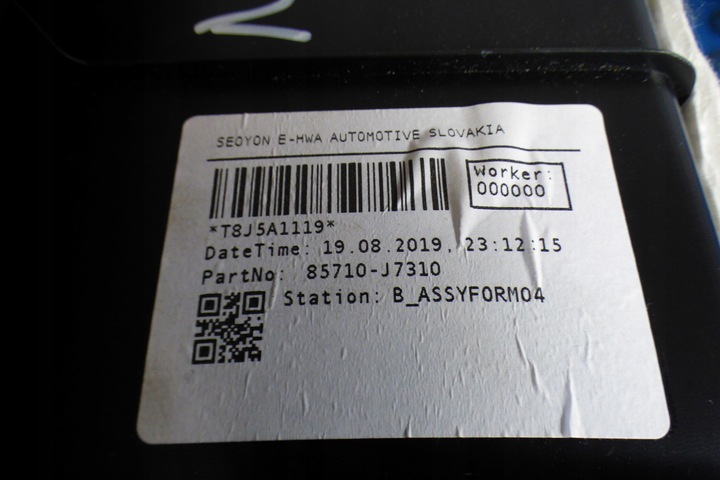 SEOYON E-HWA AUTOMOTIVE SLOVAKIA
Worker:
000000
*T8J5A1119*
DateTime: 19.08.2019, 23:12:15
PartNo: 85710-J7310
Station: B_ASSYFORM04